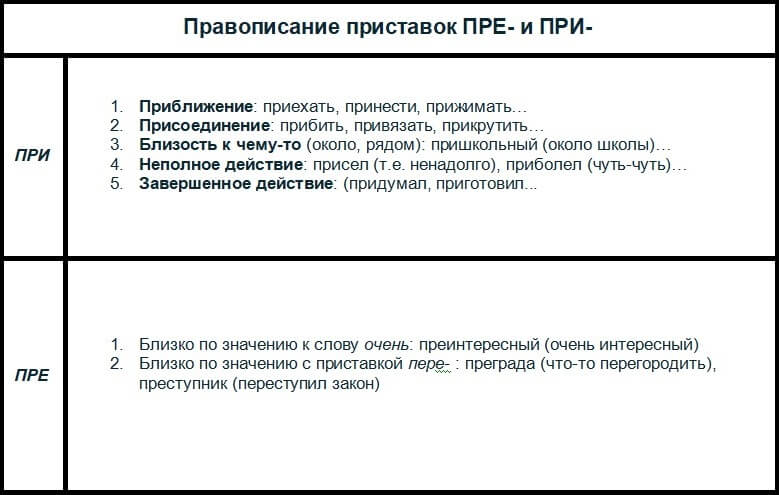 Правописание приставок ПРЕ- и ПРИ-
ПРИ
1. Приближение: приехать, принести, прижимать…
2. Присоединение: прибить, привязать, прикрутить…
3. Близость к чему-то (около, рядом): пришкольный (около школы)…
4. Неполное действие: присел (т.е. ненадолго), приболел (чуть-чуть)…
5. Завершенное действие: (придумал, приготовил...
ПРЕ
1. Близко по значению к слову очень: преинтересный (очень интересный)
2. Близко по значению с приставкой пере- : преграда (что-то перегородить),
преступник (переступил закон)